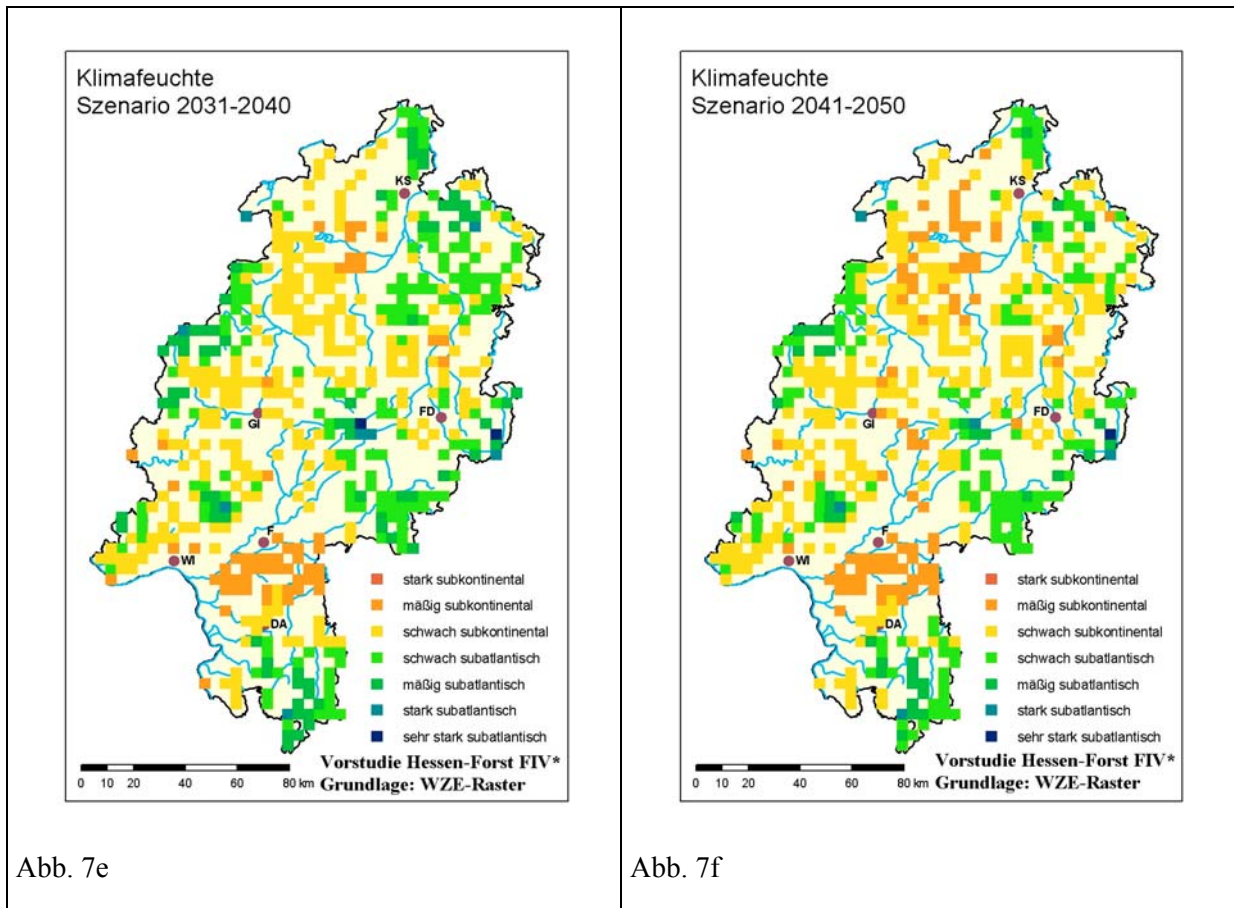 Klimafeuchte
Szenario 2031-2040
KS
GI
FD
F
WI
DA
stark subkontinental
mäßig subkontinental
schwach subkontinental
schwach subatlantisch
mäßig subatlantisch
stark subatlantisch
sehr stark subatlantisch
Vorstudie Hessen-Forst FIV*
Grundlage: WZE-Raster
0 20 40 60 80 km
Abb. 7e
Klimafeuchte
Szenario 2041-2050
KS
GI
FD
F
WI
DA
stark subkontinental
mäßig subkontinental
schwach subkontinental
schwach subatlantisch
mäßig subatlantisch
stark subatlantisch
sehr stark subatlantisch
Vorstudie Hessen-Forst FIV*
Grundlage: WZE-Raster
0 20 40 60 80 km
Abb. 7f